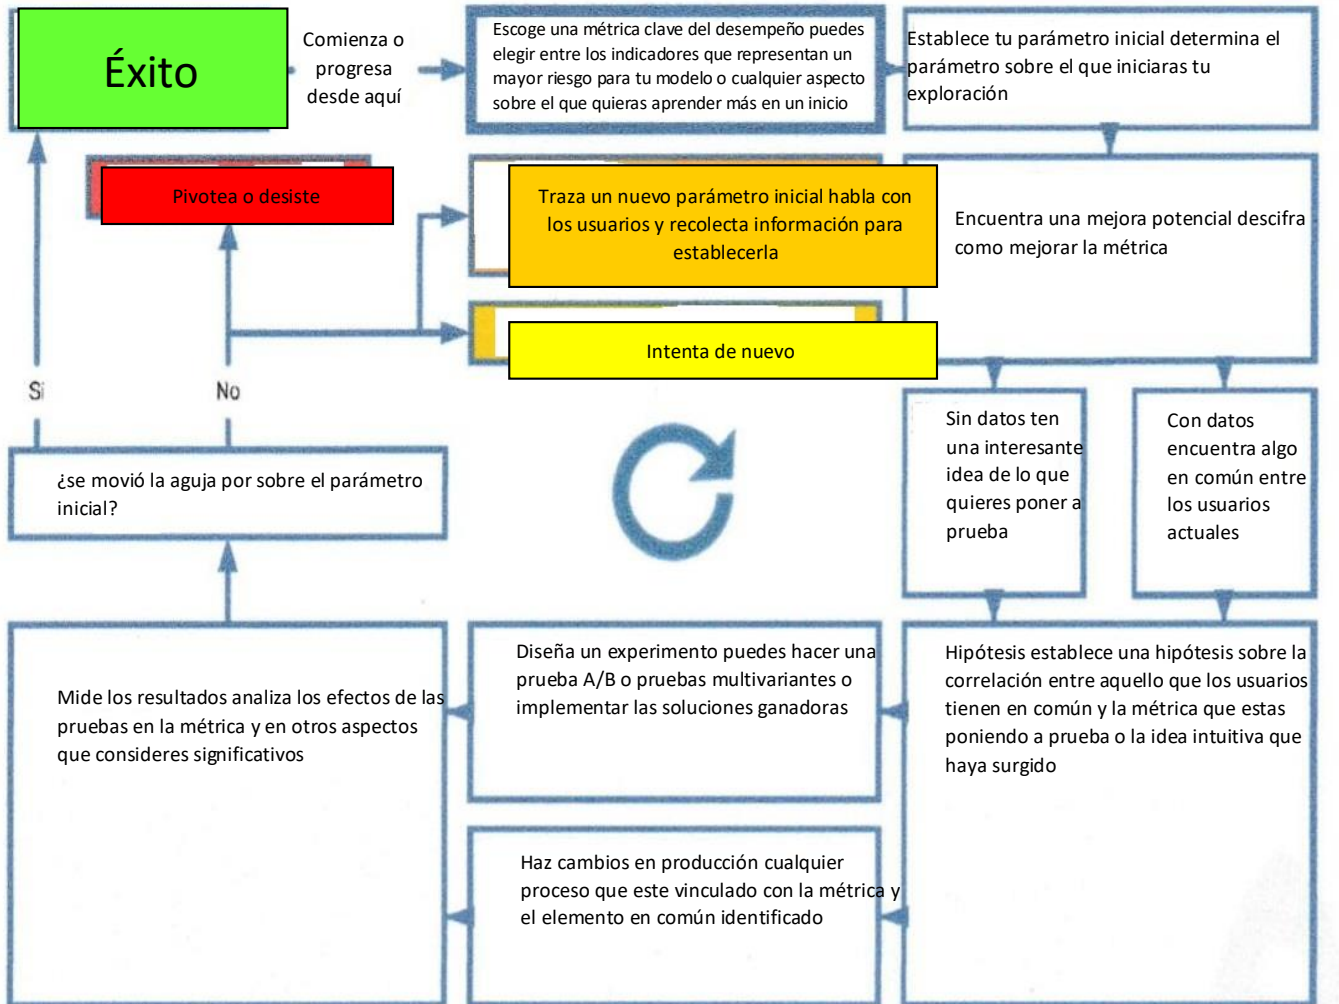 Éxito
Comienza o
progresa
desde aquí
Escoge una métrica clave del desempeño puedes
elegir entre los indicadores que representan un
mayor riesgo para tu modelo o cualquier aspecto
sobre el que quieras aprender más en un inicio
Establece tu parámetro inicial determina el
parámetro sobre el que iniciaras tu
exploración
Pivotea o desiste
Traza un nuevo parámetro inicial habla con
los usuarios y recolecta información para
establecerla
Encuentra una mejora potencial descifra
como mejorar la métrica
Intenta de nuevo
Si
No
Sin datos ten
una interesante
idea de lo que
quieres poner a
prueba
Con datos
encuentra algo
en común entre
los usuarios
actuales
¿se movió la aguja por sobre el parámetro
inicial?
Mide los resultados analiza los efectos de las
pruebas en la métrica y en otros aspectos
que consideres significativos
Diseña un experimento puedes hacer una
prueba A/B o pruebas multivariantes o
implementar las soluciones ganadoras
Hipótesis establece una hipótesis sobre la
correlación entre aquello que los usuarios
tienen en común y la métrica que estas
poniendo a prueba o la idea intuitiva que
haya surgido
Haz cambios en producción cualquier
proceso que este vinculado con la métrica y
el elemento en común identificado